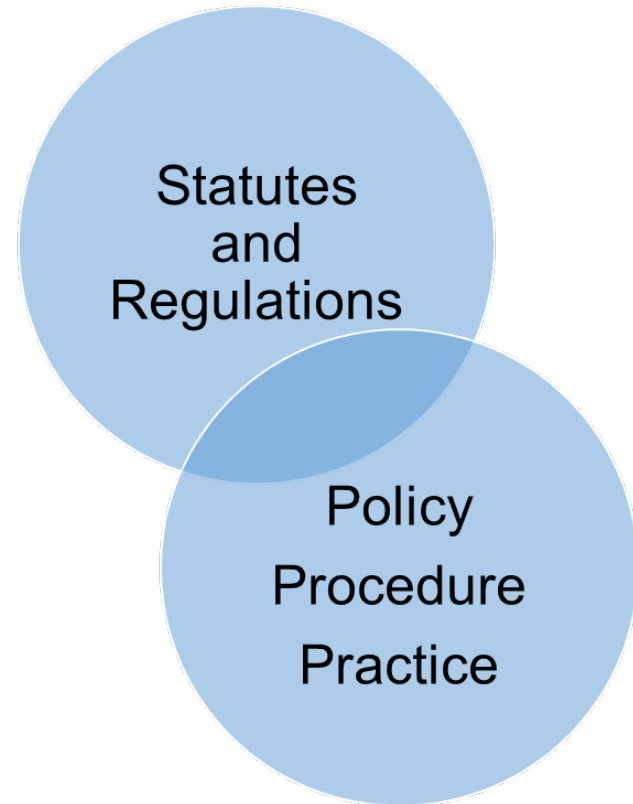 Statutes
and
Regulations
Policy
Procedure
Practice